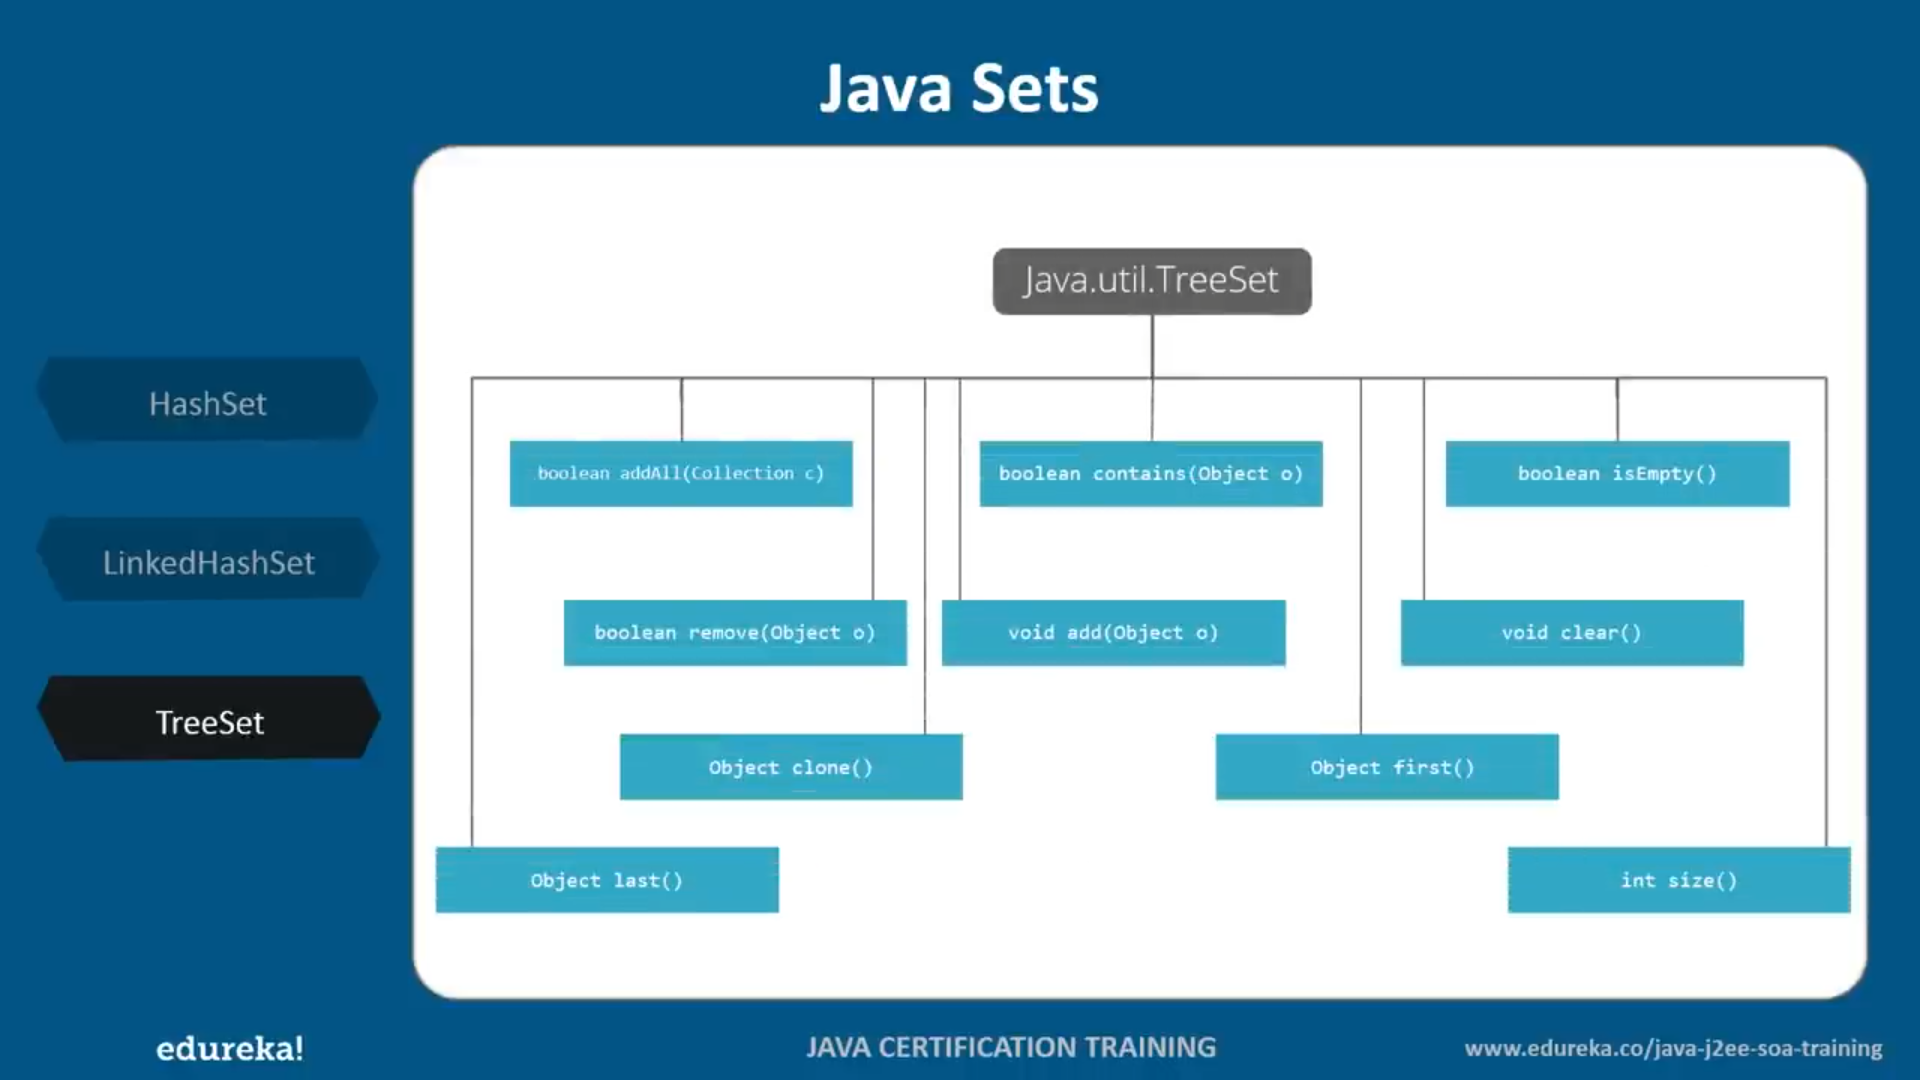 Java Sets
Java.util.TreeSet
HashSet
LinkedHashSet
TreeSet
boolean addAll(Collection c)
boolean contains(Object o)
boolean isEmpty()
boolean remove(Object o)
void add(Object o)
void clear()
Object clone()
Object first()
Object last()
int size()
edureka!
JAVA CERTIFICATION TRAINING
www.edureka.co/java-j2ee-soa-training